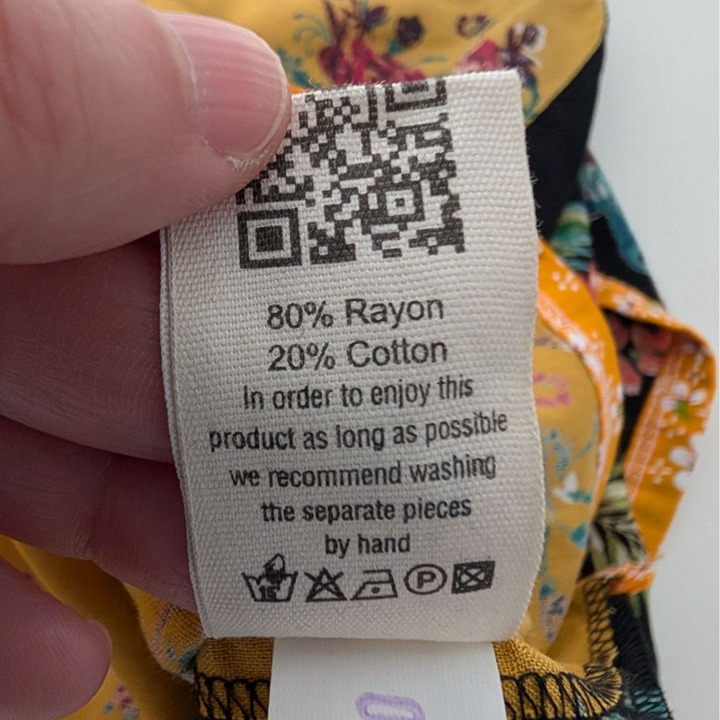 80% Rayon
20% Cotton
In order to enjoy this
product as long as possible
we recommend washing
the separate pieces
by hand
P